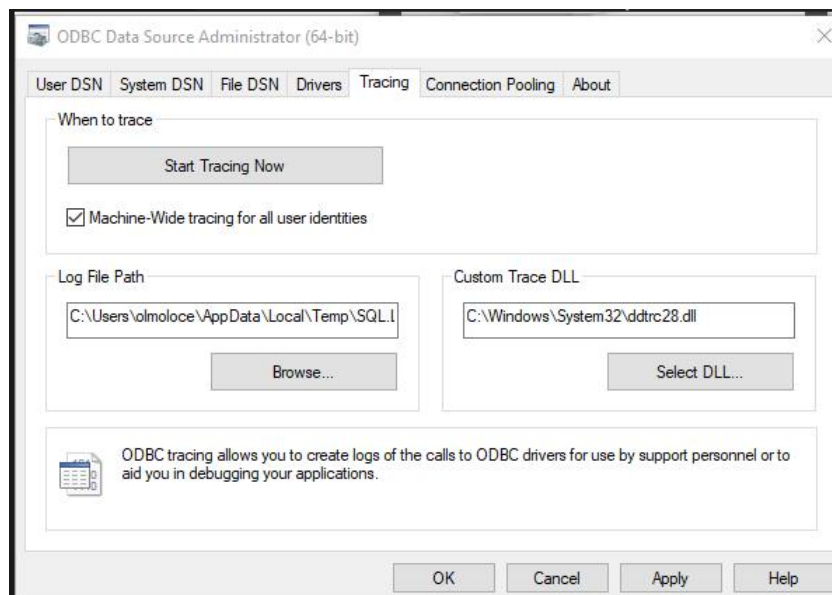 ODBC Data Source Administrator (64-bit)
User DSN System DSN File DSN Drivers Tracing Connection Pooling About
When to trace
Start Tracing Now
Machine-Wide tracing for all user identities
Log File Path
C:\Users\olmoloce\AppData\Local\Temp\SQL.L
Browse...
Custom Trace DLL
C:\Windows\System32\ddtrc28.dll
Select DLL...
ODBC tracing allows you to create logs of the calls to ODBC drivers for use by support personnel or to
aid you in debugging your applications.
OK Cancel Apply Help